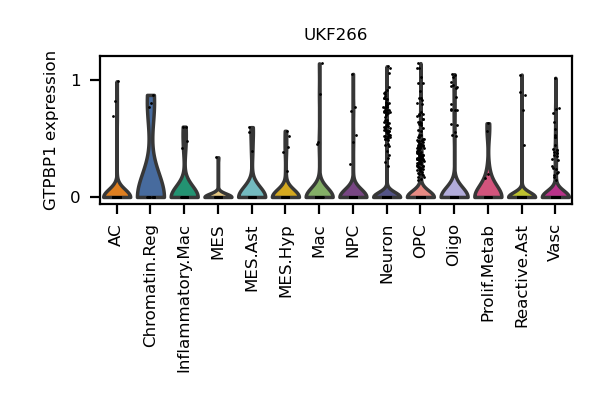 UKF266
GTPBP1 expression
1
0
AC
Chromatin.Reg
Inflammatory.Mac
MES
MES.Ast
MES.Hyp
Mac
NPC
Neuron
OPC
Oligo
Prolif.Metab
Reactive.Ast
Vasc